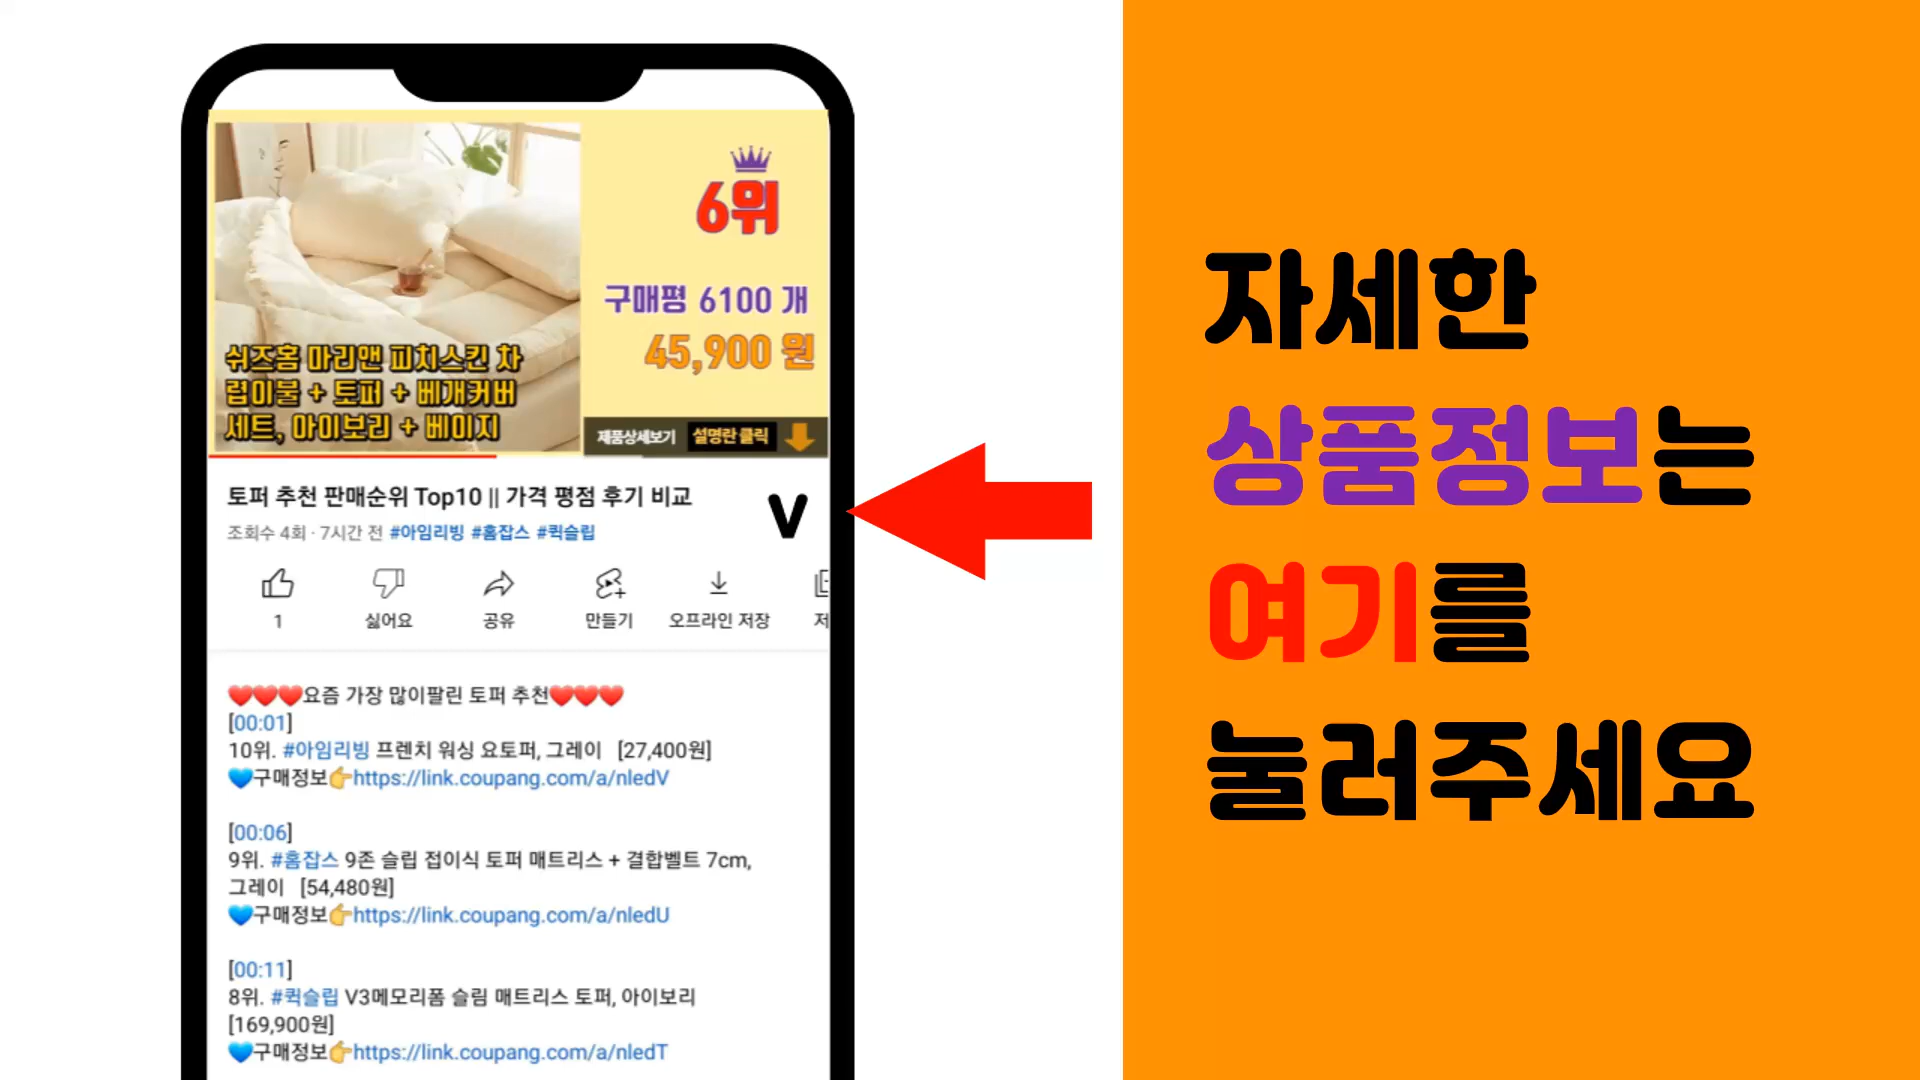 6위
구매평 6100 개
45,900 원
쉬즈홈 마리앤 피치스킨 차
렵이불 + 토퍼 + 베개커버
세트, 아이보리 + 베이지
제품상세보기 설명란 클릭
토퍼 추천 판매순위 Top10 || 가격 평점 후기 비교
V
조회수 4회 · 7시간 전 #아임리빙 #홈잡스 #퀵슬립
1
싫어요
공유
만들기
오프라인 저장
저
❤️❤️❤️요즘 가장 많이팔린 토퍼 추천❤️❤️❤️
[00:01]
10위. #아임리빙 프렌치 워싱 요토퍼, 그레이 [27,400원]
💙구매정보👉https://link.coupang.com/a/nledV
[00:06]
9위. #홈잡스 9존 슬립 접이식 토퍼 매트리스 + 결합벨트 7cm,
그레이 [54,480원]
💙구매정보👉https://link.coupang.com/a/nledU
[00:11]
8위. #퀵슬립 V3메모리폼 슬림 매트리스 토퍼, 아이보리
[169,900원]
💙구매정보👉https://link.coupang.com/a/nledT
자세한
상품정보는
여기를
눌러주세요